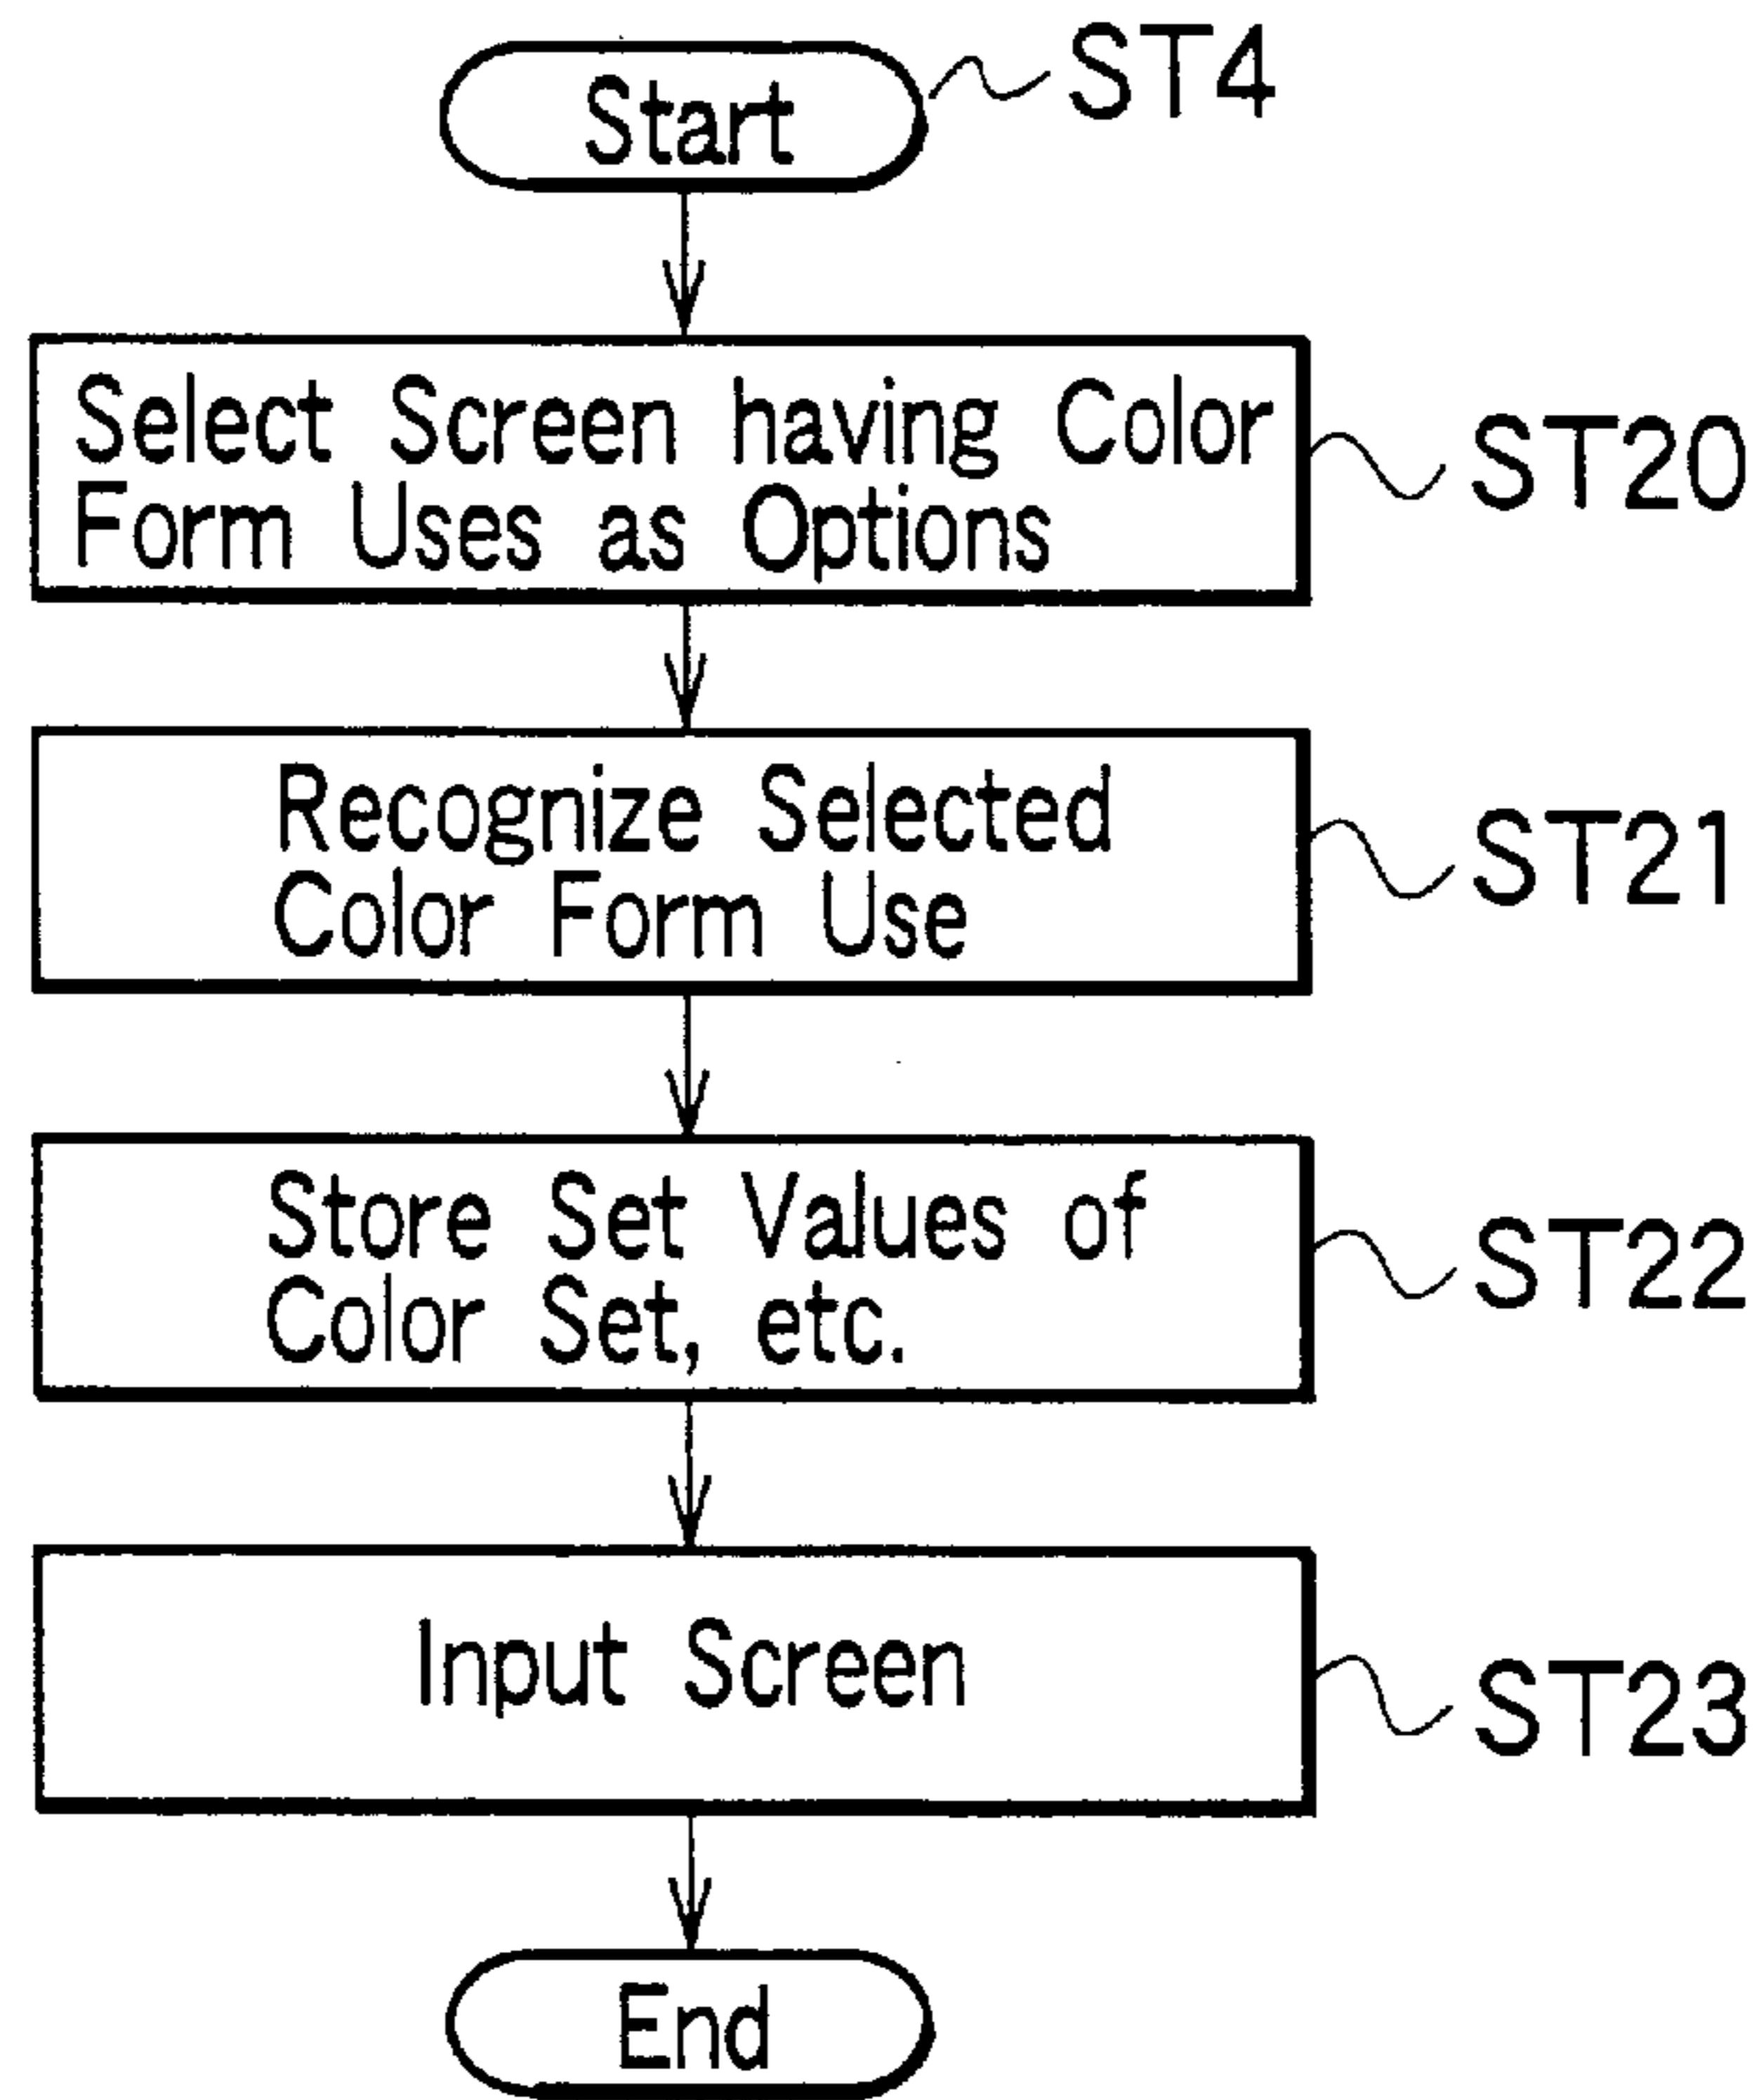 Start
ST4
Select Screen having Color
Form Uses as Options
ST20
Recognize Selected
Color Form Use
ST21
Store Set Values of
Color Set, etc.
ST22
Input Screen
ST23
End